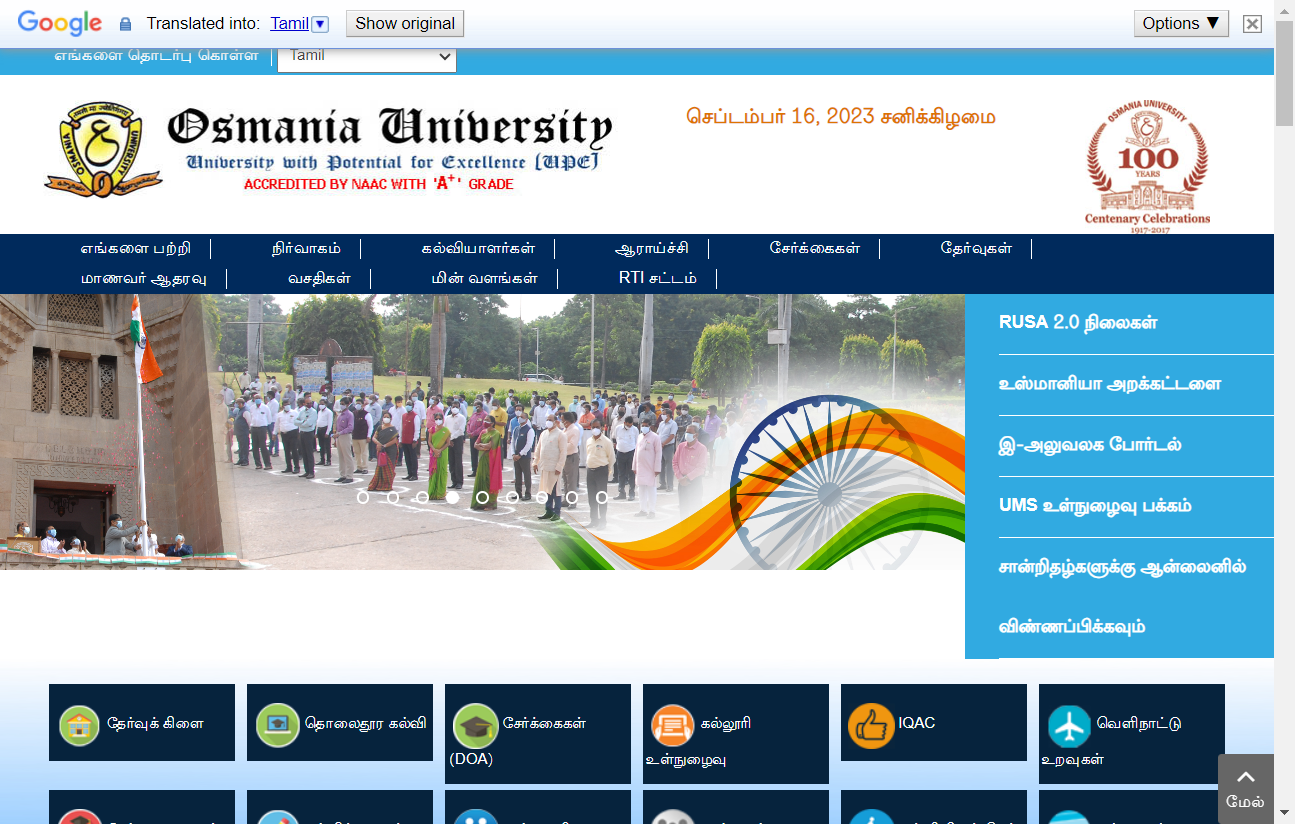 Google Translated into: Tamil Show original Options ▼
எங்களை தொடர்பு கொள்ள Tamil
Osmania University
University with Potential for Excellence [UPE]
ACCREDITED BY NAAC WITH 'A+' GRADE
செப்டம்பர் 16, 2023 சனிக்கிழமை
OSMANIA UNIVERSITY
100
YEARS
Centenary Celebrations
1917-2017
எங்களை பற்றி நிர்வாகம் கல்வியாளர்கள் ஆராய்ச்சி சேர்க்கைகள் தேர்வுகள்
மாணவர் ஆதரவு வசதிகள் மின் வளங்கள் RTI சட்டம்
RUSA 2.0 நிலைகள்
உஸ்மானியா அறக்கட்டளை
இ-அலுவலக போர்டல்
UMS உள்நுழைவு பக்கம்
சான்றிதழ்களுக்கு ஆன்லைனில்
விண்ணப்பிக்கவும்
தேர்வுக் கிளை
தொலைதூர கல்வி
சேர்க்கைகள்
(DOA)
கல்லூரி
உள்நுழைவு
IQAC
வெளிநாட்டு
உறவுகள்
மேல்